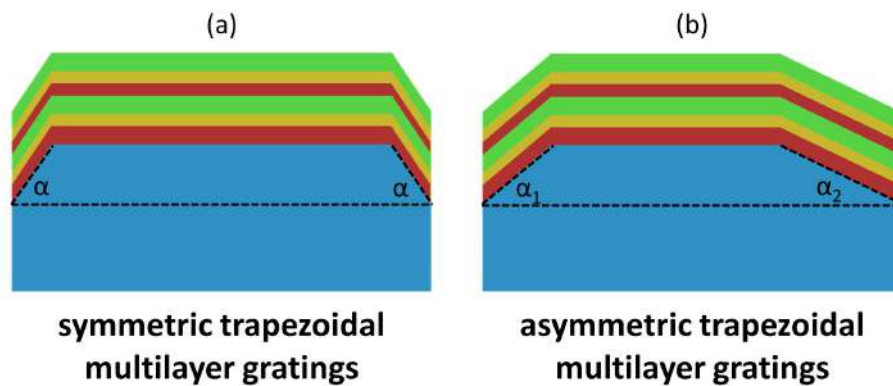 (a)
α
α
symmetric trapezoidal
multilayer gratings
(b)
α₁
α₂
asymmetric trapezoidal
multilayer gratings